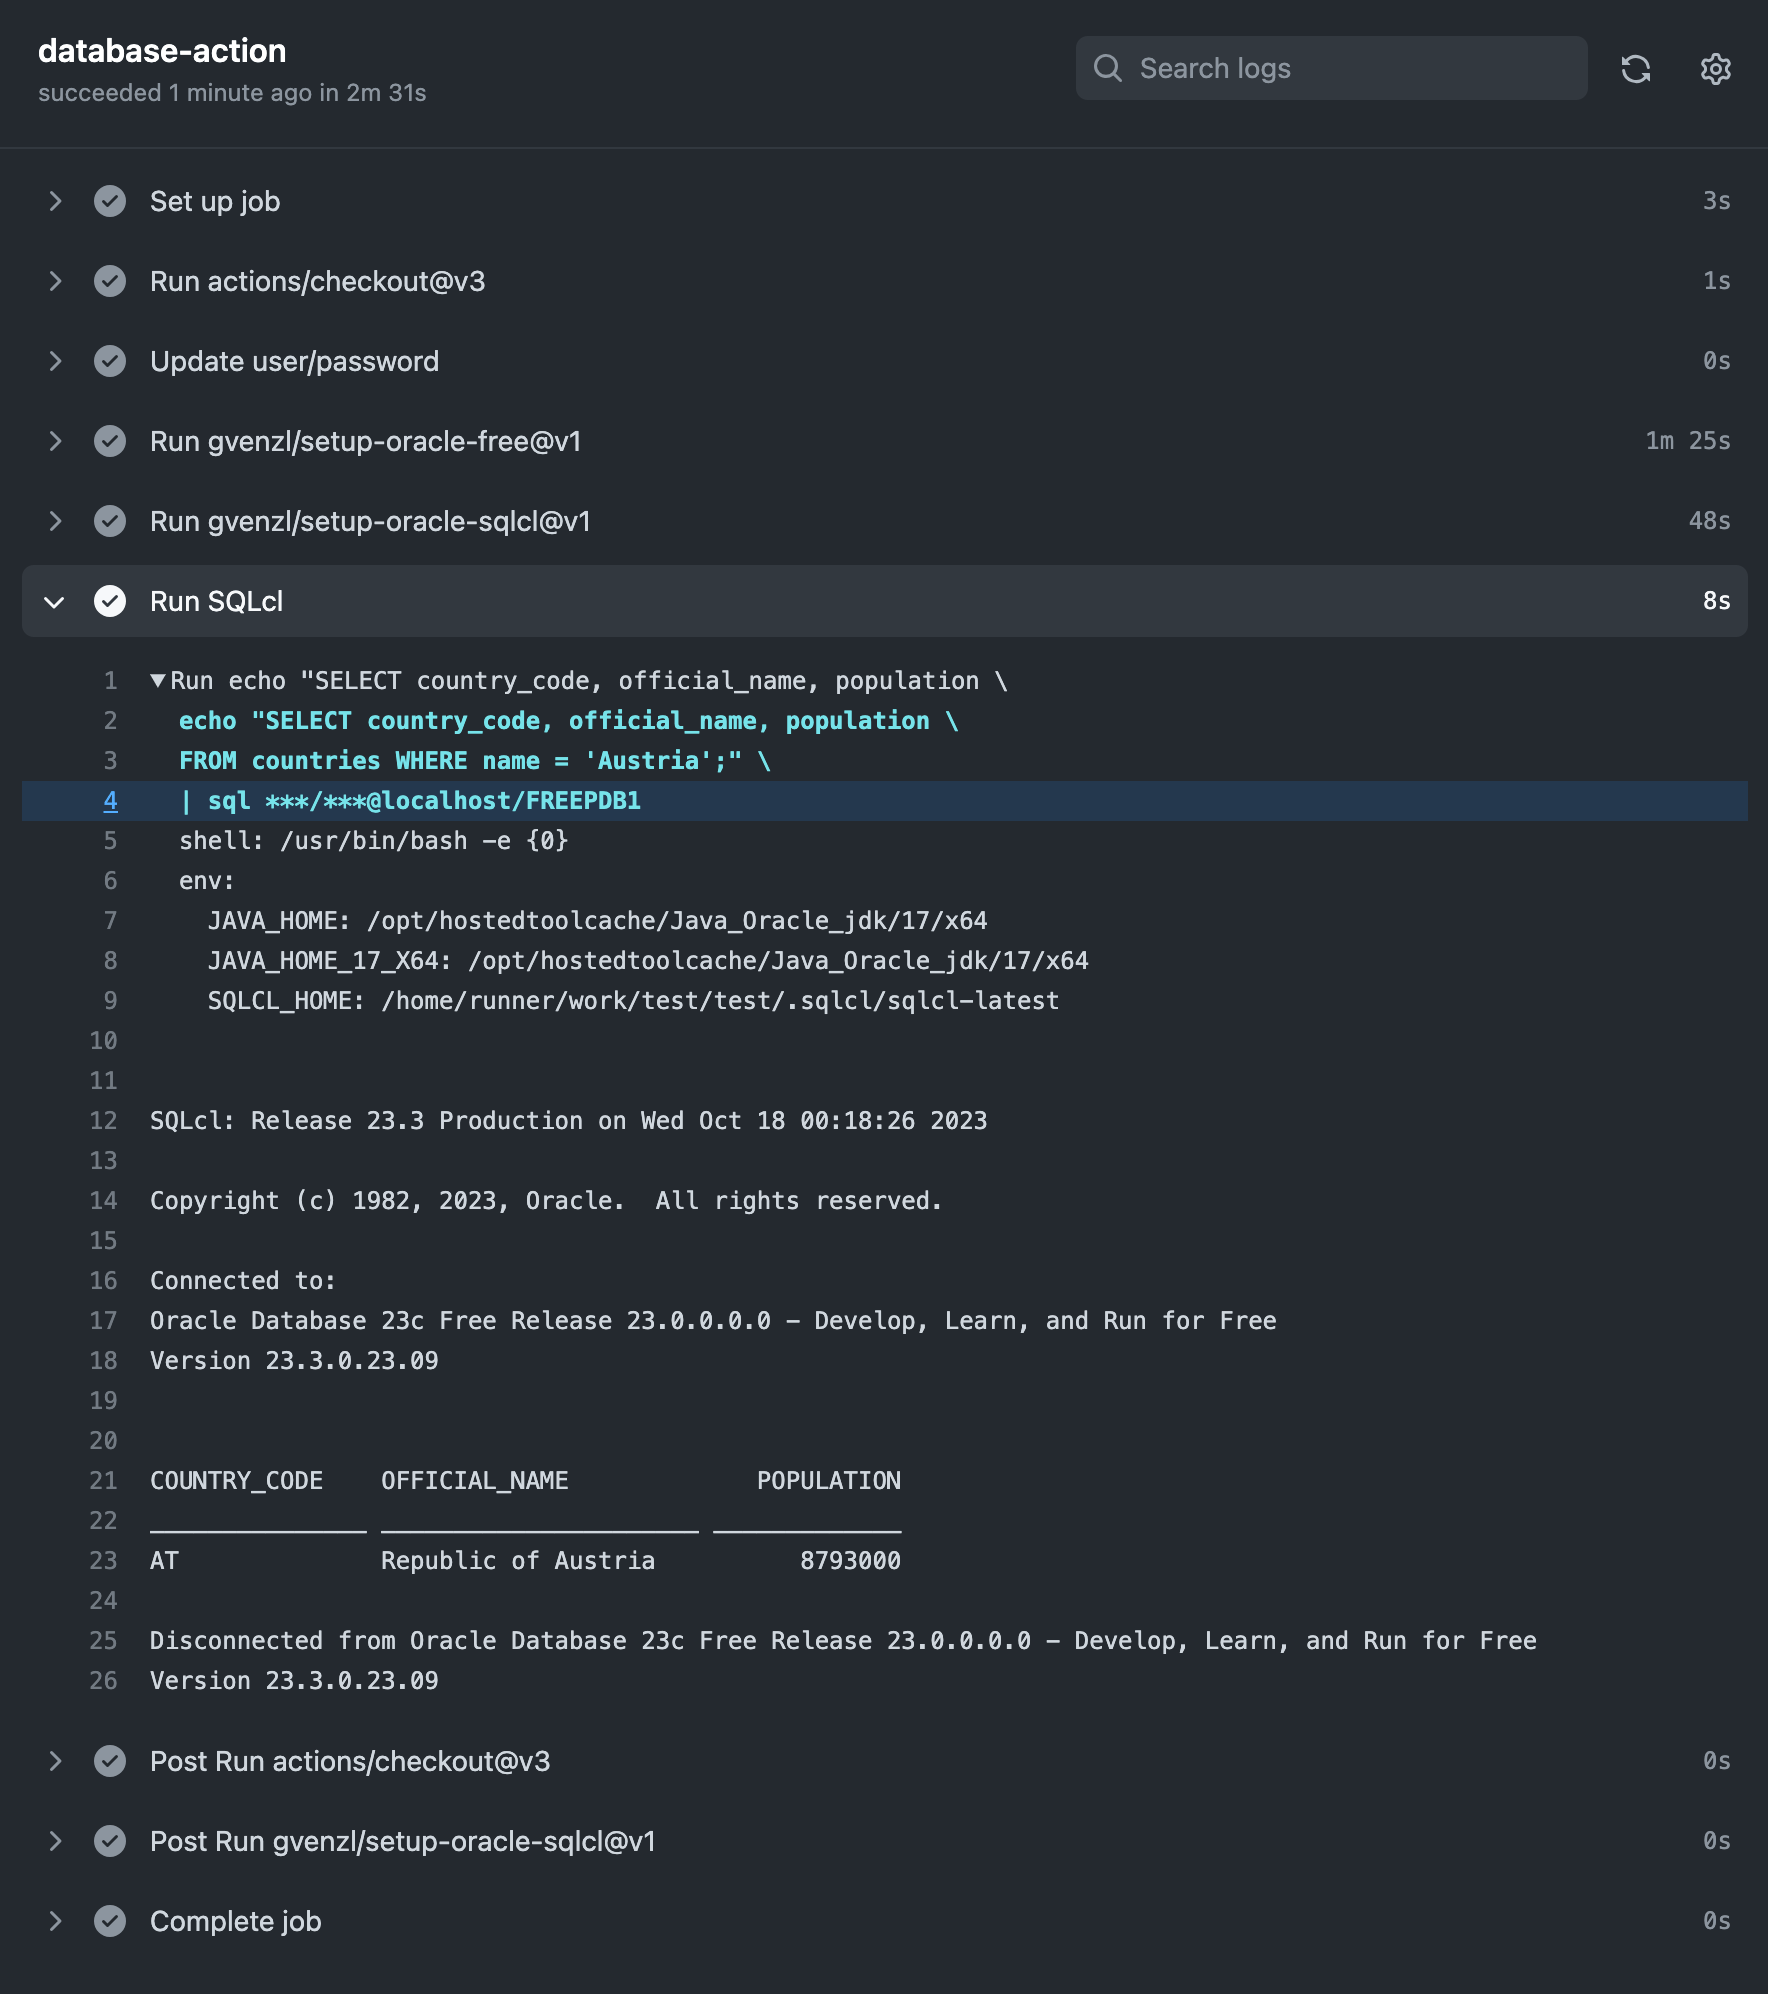 database-action
succeeded 1 minute ago in 2m 31s
Search logs
Set up job 3s
Run actions/checkout@v3 1s
Update user/password 0s
Run gvenzl/setup-oracle-free@v1 1m 25s
Run gvenzl/setup-oracle-sqlcl@v1 48s
Run SQLcl 8s
1 ▼Run echo "SELECT country_code, official_name, population \
2 echo "SELECT country_code, official_name, population \
3 FROM countries WHERE name = 'Austria';" \
4 | sql ***/***@localhost/FREEPDB1
5 shell: /usr/bin/bash -e {0}
6 env:
7 JAVA_HOME: /opt/hostedtoolcache/Java_Oracle_jdk/17/x64
8 JAVA_HOME_17_X64: /opt/hostedtoolcache/Java_Oracle_jdk/17/x64
9 SQLCL_HOME: /home/runner/work/test/test/.sqlcl/sqlcl-latest
10
11
12 SQLcl: Release 23.3 Production on Wed Oct 18 00:18:26 2023
13
14 Copyright (c) 1982, 2023, Oracle.  All rights reserved.
15
16 Connected to:
17 Oracle Database 23c Free Release 23.0.0.0.0 - Develop, Learn, and Run for Free
18 Version 23.3.0.23.09
19
20
21 COUNTRY_CODE    OFFICIAL_NAME             POPULATION
22 _______________ ______________________ _____________
23 AT              Republic of Austria          8793000
24
25 Disconnected from Oracle Database 23c Free Release 23.0.0.0.0 - Develop, Learn, and Run for Free
26 Version 23.3.0.23.09
Post Run actions/checkout@v3 0s
Post Run gvenzl/setup-oracle-sqlcl@v1 0s
Complete job 0s